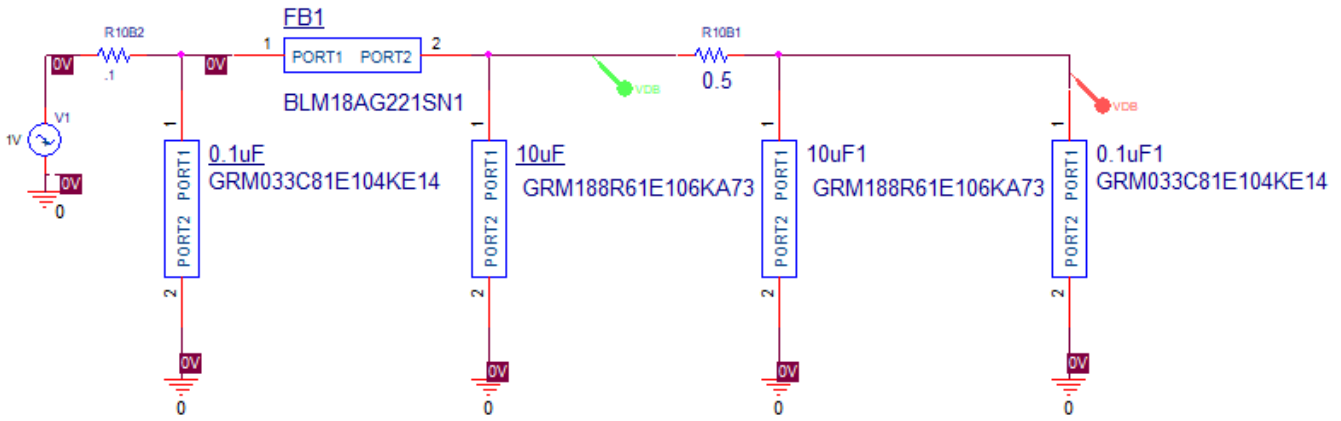 FB1
R10B2
1
PORT1 PORT2
2
R10B1
0V
.1
0V
BLM18AG221SN1
VDB
0.5
VDB
V1
1V
0V
0
1
PORT1
PORT2
2
0.1uF
GRM033C81E104KE14
0V
0
1
PORT1
PORT2
2
10uF
GRM188R61E106KA73
0V
0
1
PORT1
PORT2
2
10uF1
GRM188R61E106KA73
0V
0
1
PORT1
PORT2
2
0.1uF1
GRM033C81E104KE14
0V
0